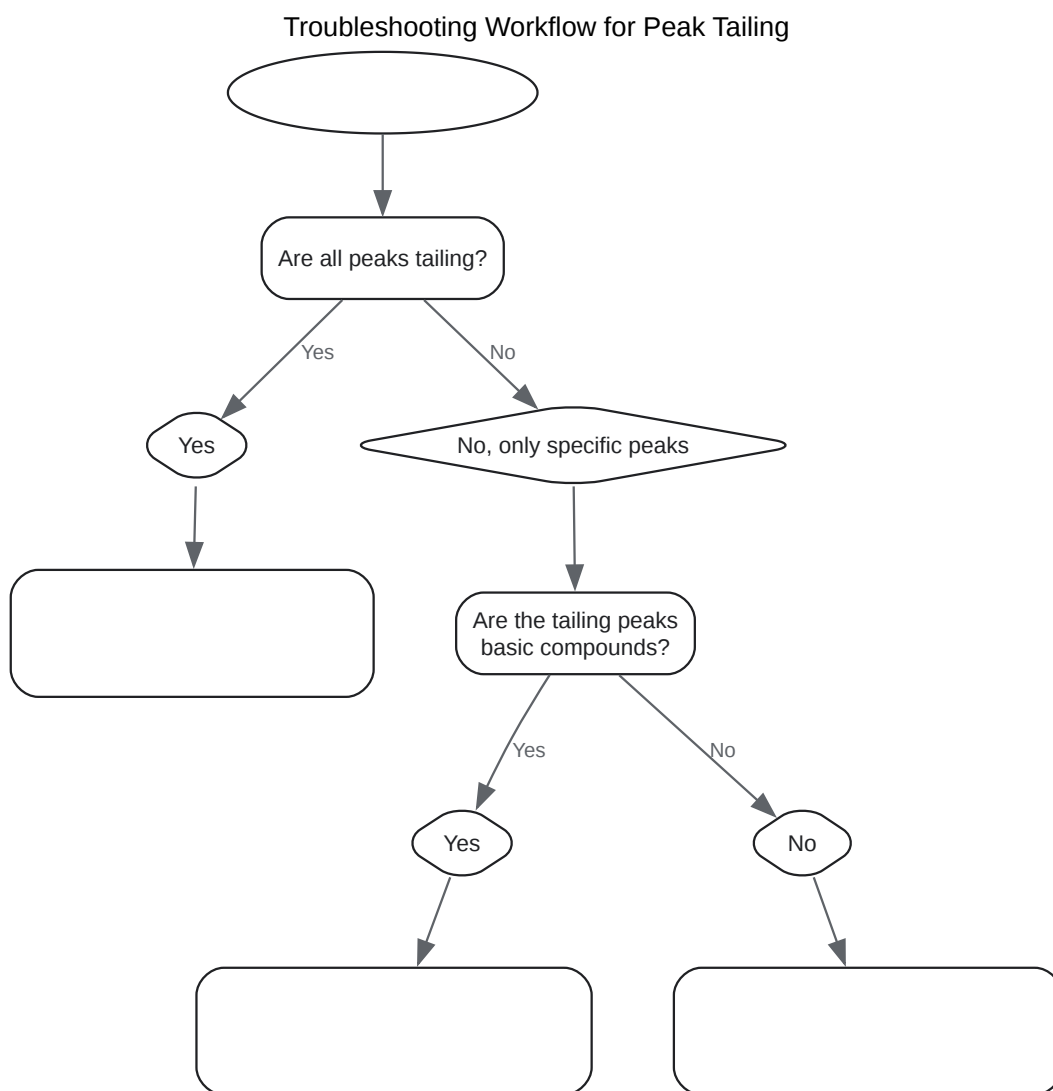 Troubleshooting Workflow for Peak Tailing
Are all peaks tailing?
Yes
No
Yes
No, only specific peaks
Are the tailing peaks
basic compounds?
Yes
No
Yes
No